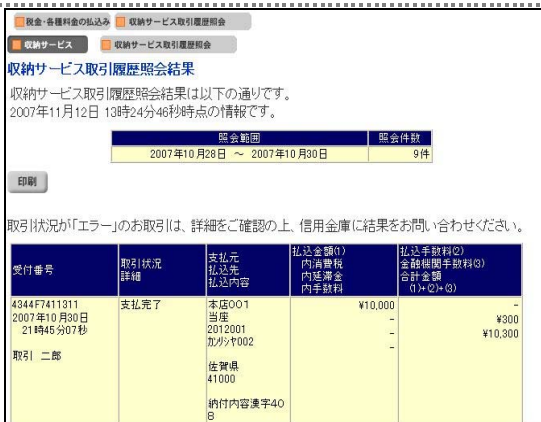 税金・各種料金の払込み 収納サービス取引履歴照会
収納サービス 収納サービス取引履歴照会
収納サービス取引履歴照会結果
収納サービス取引履歴照会結果は以下の通りです。
2007年11月12日 13時24分46秒時点の情報です。
照会範囲 照会件数
2007年10月28日 ~ 2007年10月30日 9件
印刷
取引状況が「エラー」のお取引は、詳細をご確認の上、信用金庫に結果をお問い合わせください。
受付番号
取引状況
詳細
支払元
払込先
払込内容
払込金額(1)
内消費税
内延滞金
内手数料
払込手数料(2)
金融機関手数料(3)
合計金額
(1)+(2)+(3)
4344F7411311
2007年10月30日
21時45分07秒
取引 二郎
支払完了
本店001
当座
2012001
カ)シヤ002
佐賀県
41000
納付内容漢字40
B
¥10,000
-
-
-
-
¥300
¥10,300